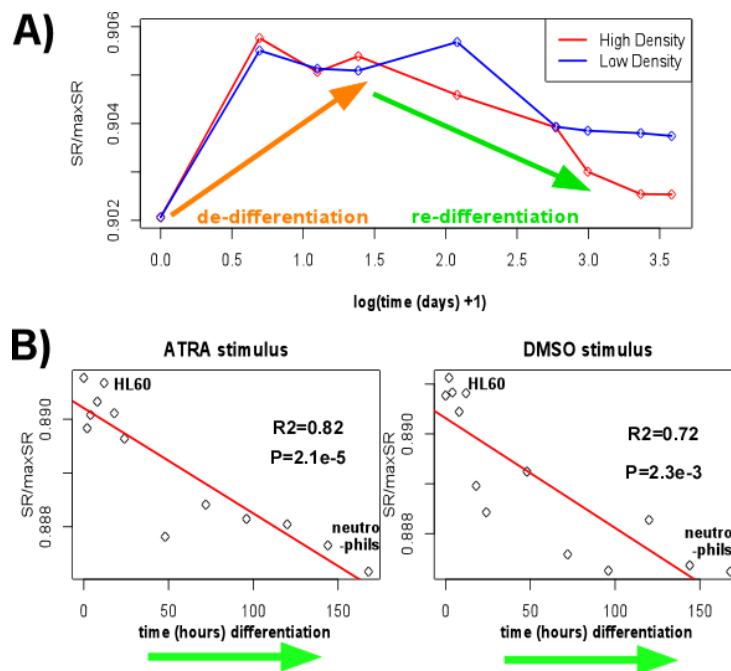 A)
SR/maxSR
0.902
0.904
0.906
High Density
Low Density
de-differentiation
re-differentiation
0.0 0.5 1.0 1.5 2.0 2.5 3.0 3.5
log(time (days) +1)
B)
ATRA stimulus
SR/maxSR
0.888
0.890
HL60
R2=0.82
P=2.1e-5
neutro
-phils
0 50 100 150
time (hours) differentiation
DMSO stimulus
SR/maxSR
0.888
0.890
HL60
R2=0.72
P=2.3e-3
neutro
-phils
0 50 100 150
time (hours) differentiation